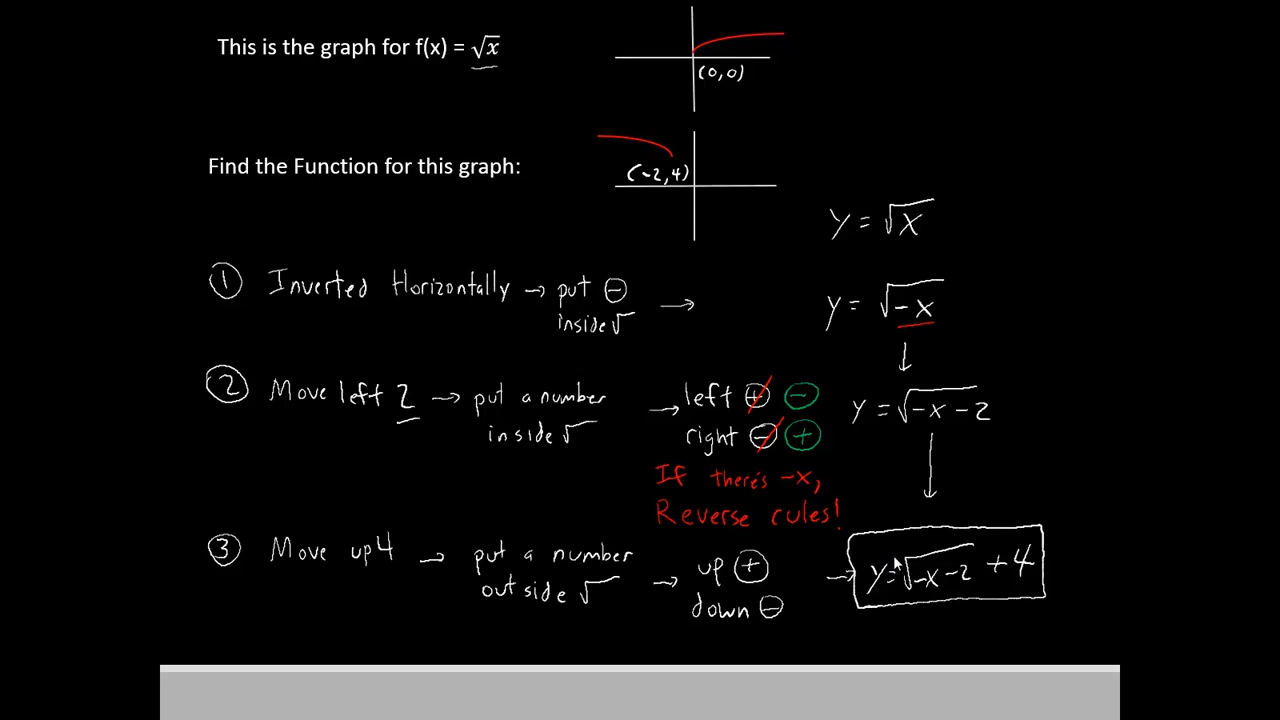 This is the graph for f(x) = √x
(0,0)
Find the Function for this graph:
(-2,4)
y = √x
① Inverted Horizontally → put ⊖ inside √ →
y = √-x
↓
② Move left 2 → put a number inside √ → left ⊕ ⊖
right ⊖ ⊕
If there's -x,
Reverse rules!
y = √-x - 2
↓
③ Move up 4 → put a number outside √ → up ⊕
down ⊖
→ y = √-x - 2 + 4